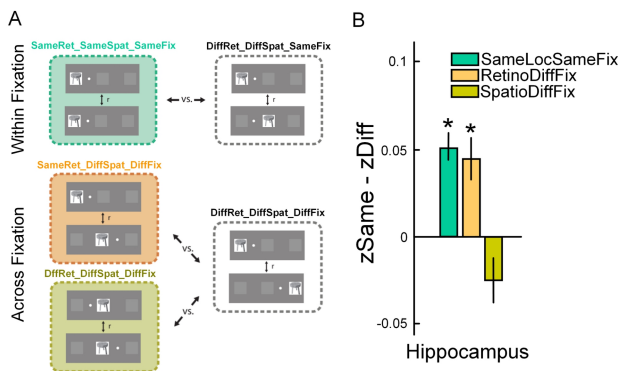 A
Within Fixation
SameRet_SameSpat_SameFix
r
vs.
DiffRet_DiffSpat_SameFix
r
Across Fixation
SameRet_DiffSpat_DiffFix
r
vs.
DiffRet_DiffSpat_DiffFix
r
vs.
DffRet_DiffSpat_DiffFix
r
B
zSame - zDiff
0.1
0.05
0
-0.05
SameLocSameFix
RetinoDiffFix
SpatioDiffFix
* *
Hippocampus